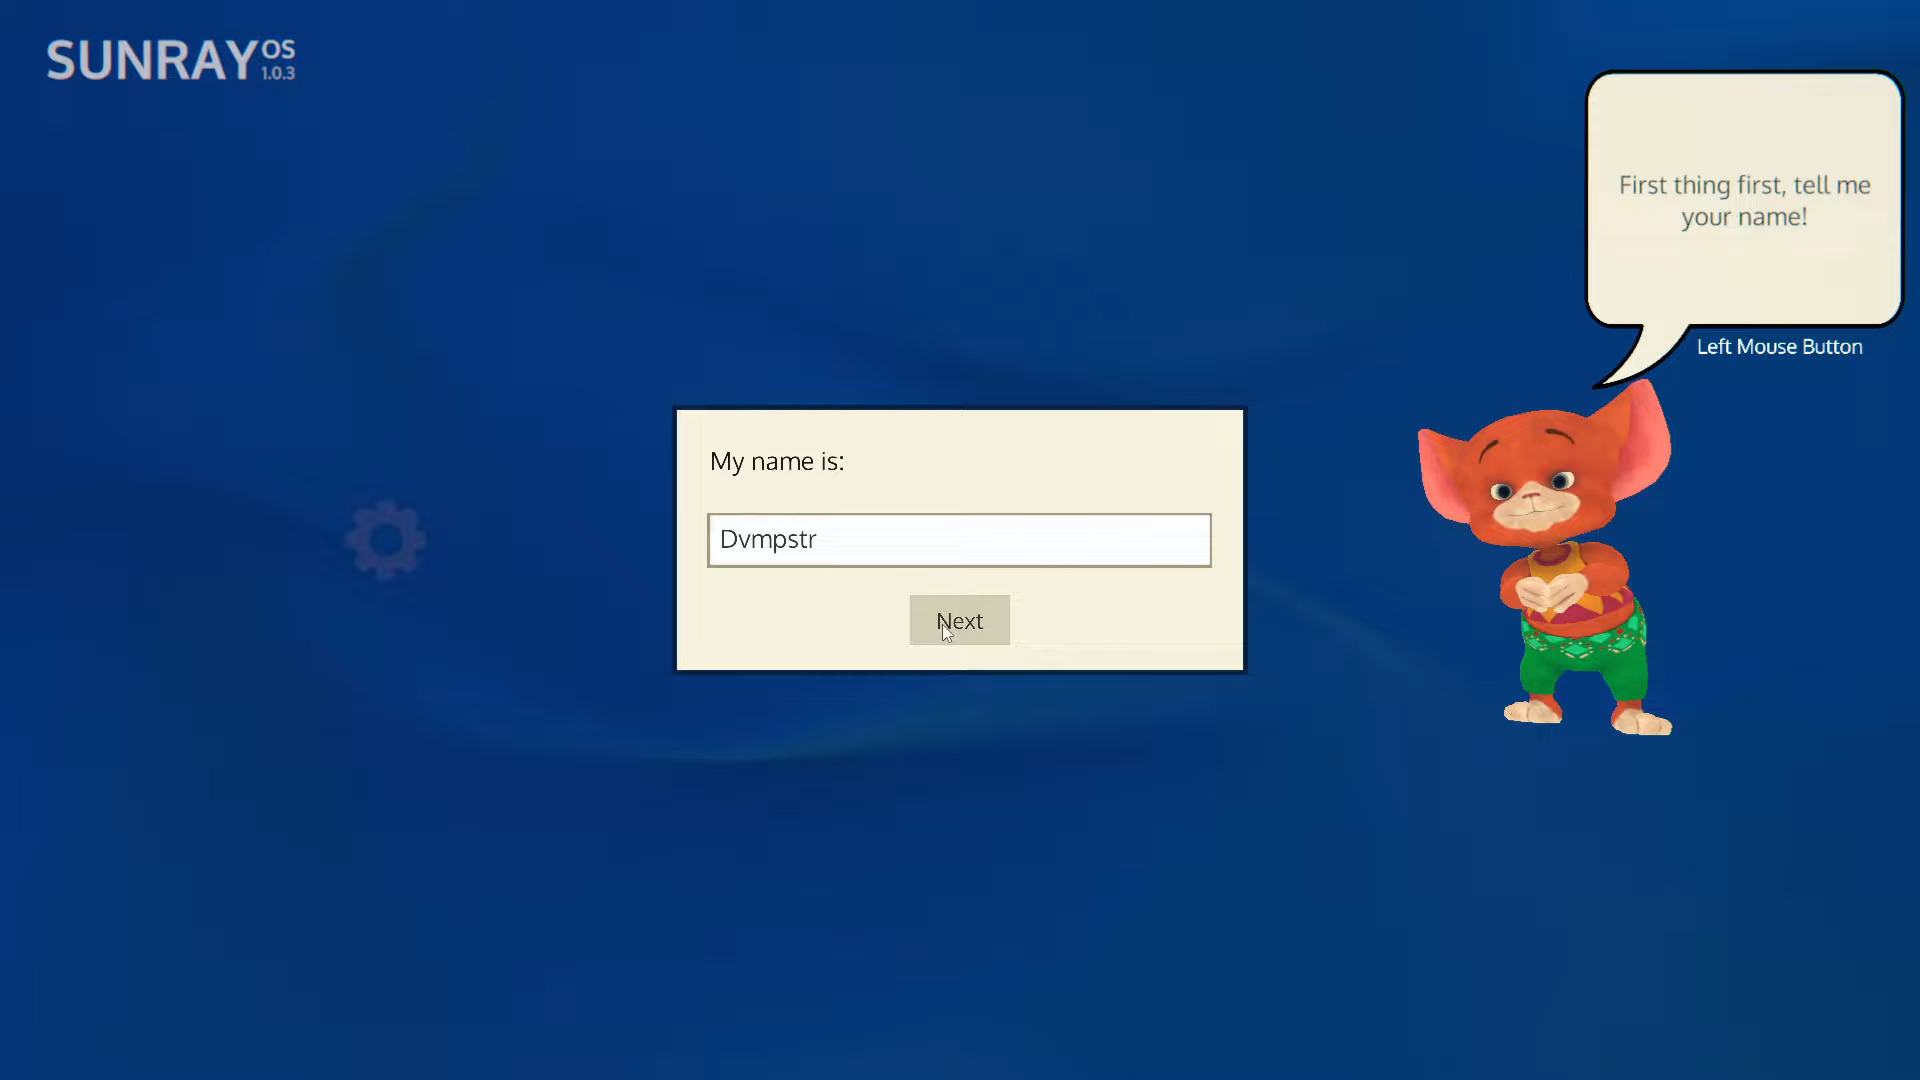 SUNRAY OS
1.0.3
First thing first, tell me
your name!
Left Mouse Button
My name is:
Dvmpstr
Next